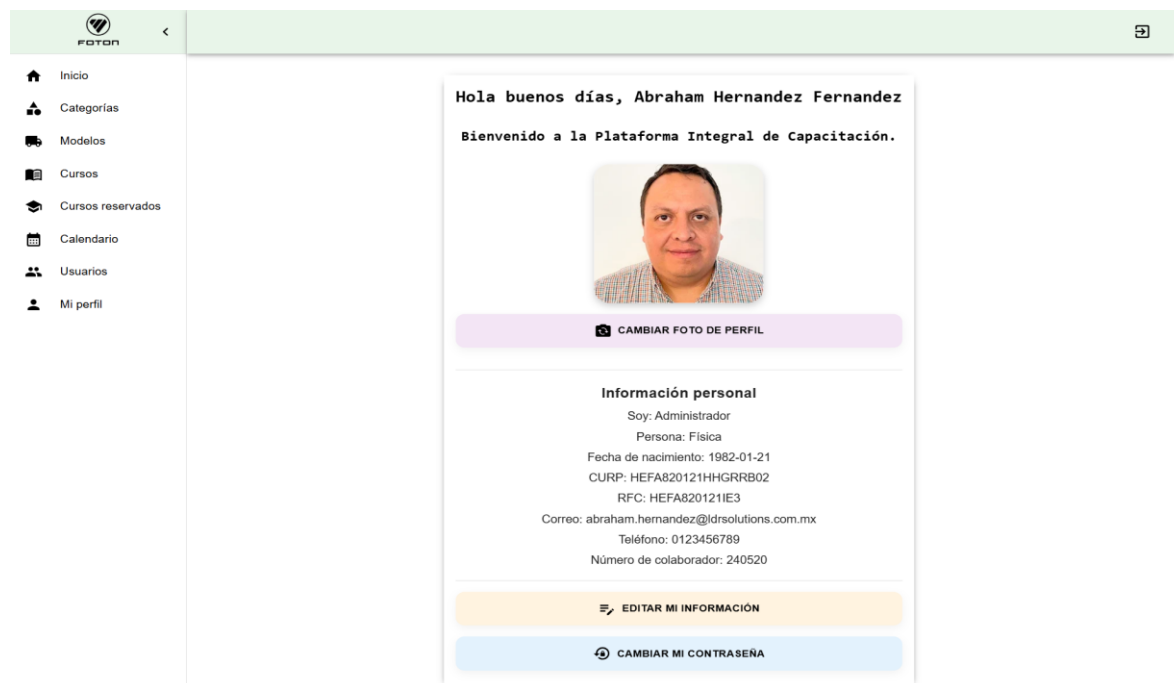 FOTON
Inicio
Categorías
Modelos
Cursos
Cursos reservados
Calendario
Usuarios
Mi perfil
Hola buenos días, Abraham Hernandez Fernandez
Bienvenido a la Plataforma Integral de Capacitación.
CAMBIAR FOTO DE PERFIL
Información personal
Soy: Administrador
Persona: Física
Fecha de nacimiento: 1982-01-21
CURP: HEFA820121HHGRRB02
RFC: HEFA820121IE3
Correo: abraham.hernandez@ldrsolutions.com.mx
Teléfono: 0123456789
Número de colaborador: 240520
EDITAR MI INFORMACIÓN
CAMBIAR MI CONTRASEÑA